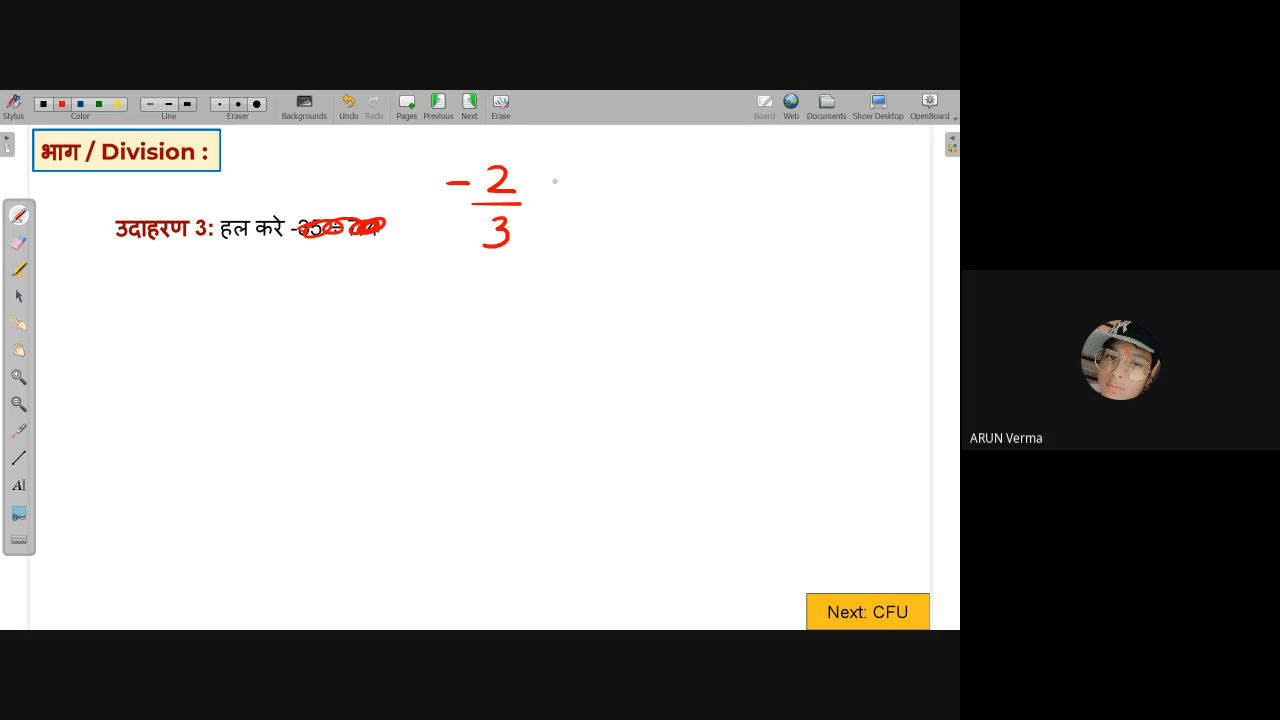 Stylus Color Line Eraser Backgrounds Undo Redo Pages Previous Next Erase Board Web Documents Show Desktop OpenBoard
भाग / Division :
- 2
3
उदाहरण 3: हल करे
ARUN Verma
Next: CFU